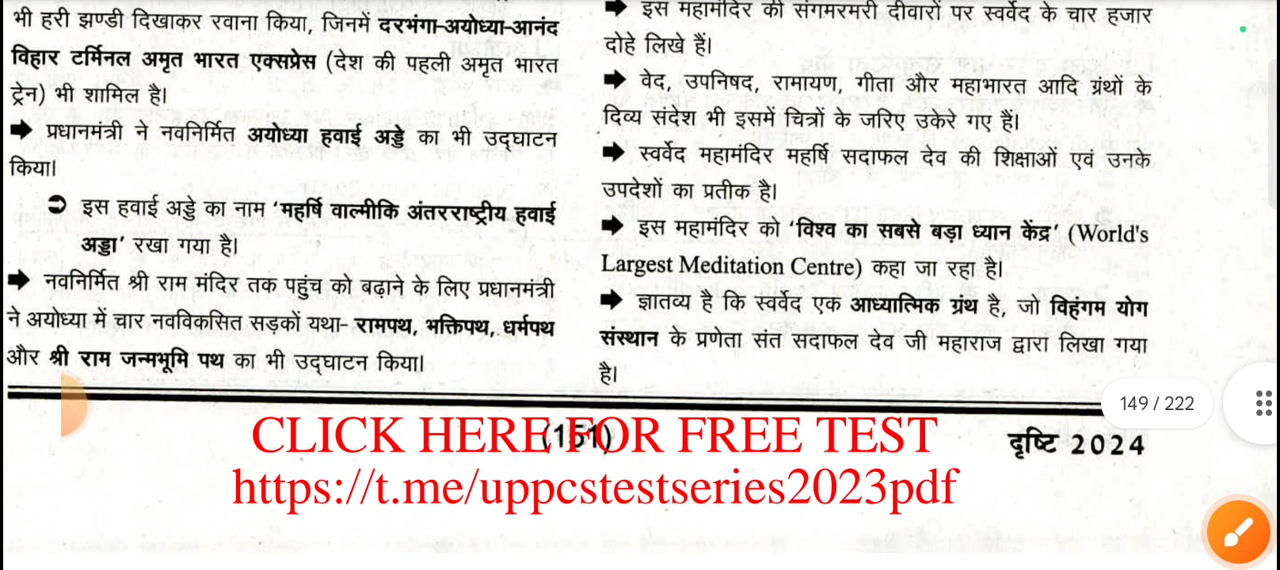 भी हरी झण्डी दिखाकर रवाना किया, जिनमें दरभंगा-अयोध्या-आनंद
विहार टर्मिनल अमृत भारत एक्सप्रेस (देश की पहली अमृत भारत
ट्रेन) भी शामिल है।
➡ प्रधानमंत्री ने नवनिर्मित अयोध्या हवाई अड्डे का भी उद्घाटन
किया।
➲ इस हवाई अड्डे का नाम 'महर्षि वाल्मीकि अंतरराष्ट्रीय हवाई
अड्डा' रखा गया है।
➡ नवनिर्मित श्री राम मंदिर तक पहुंच को बढ़ाने के लिए प्रधानमंत्री
ने अयोध्या में चार नवविकसित सड़कों यथा- रामपथ, भक्तिपथ, धर्मपथ
और श्री राम जन्मभूमि पथ का भी उद्घाटन किया।
➡ इस महामंदिर की संगमरमरी दीवारों पर स्वर्वेद के चार हजार
दोहे लिखे हैं।
➡ वेद, उपनिषद, रामायण, गीता और महाभारत आदि ग्रंथों के
दिव्य संदेश भी इसमें चित्रों के जरिए उकेरे गए हैं।
➡ स्वर्वेद महामंदिर महर्षि सदाफल देव की शिक्षाओं एवं उनके
उपदेशों का प्रतीक है।
➡ इस महामंदिर को 'विश्व का सबसे बड़ा ध्यान केंद्र' (World's
Largest Meditation Centre) कहा जा रहा है।
➡ ज्ञातव्य है कि स्वर्वेद एक आध्यात्मिक ग्रंथ है, जो विहंगम योग
संस्थान के प्रणेता संत सदाफल देव जी महाराज द्वारा लिखा गया
है।
149 / 222
CLICK HERE FOR FREE TEST
(151)
दृष्टि 2024
https://t.me/uppcstestseries2023pdf